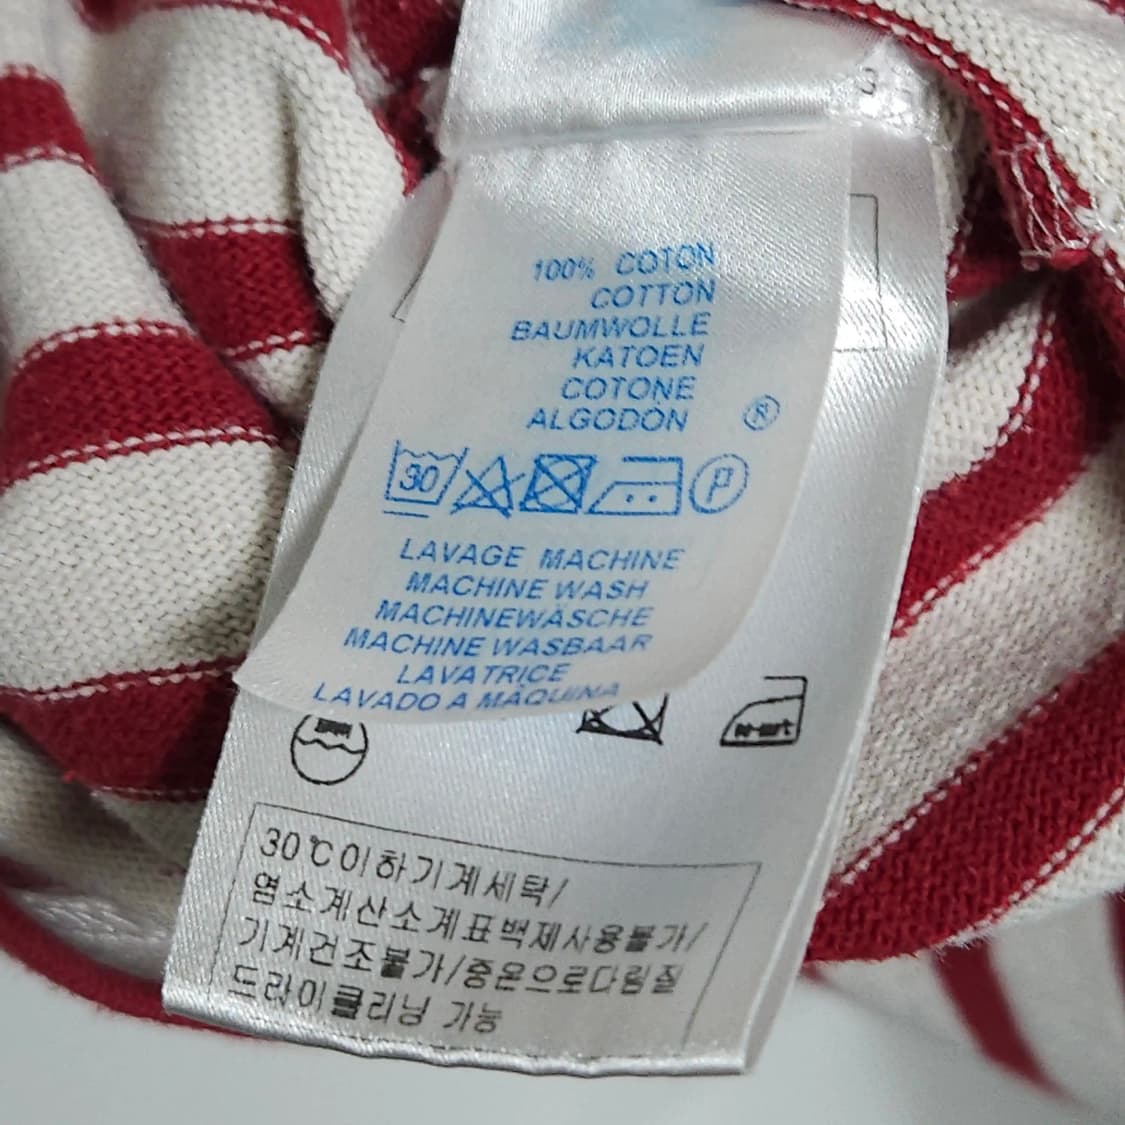 3
100% COTON
COTTON
BAUMWOLLE
KATOEN
COTONE
ALGODÓN
®
30
P
LAVAGE MACHINE
MACHINE WASH
MACHINEWÄSCHE
MACHINE WASBAAR
LAVATRICE
LAVADO A MÁQUINA
30℃이하기계세탁/
염소계산소계표백제사용불가/
기계건조불가/중온으로다림질
드라이클리닝 가능